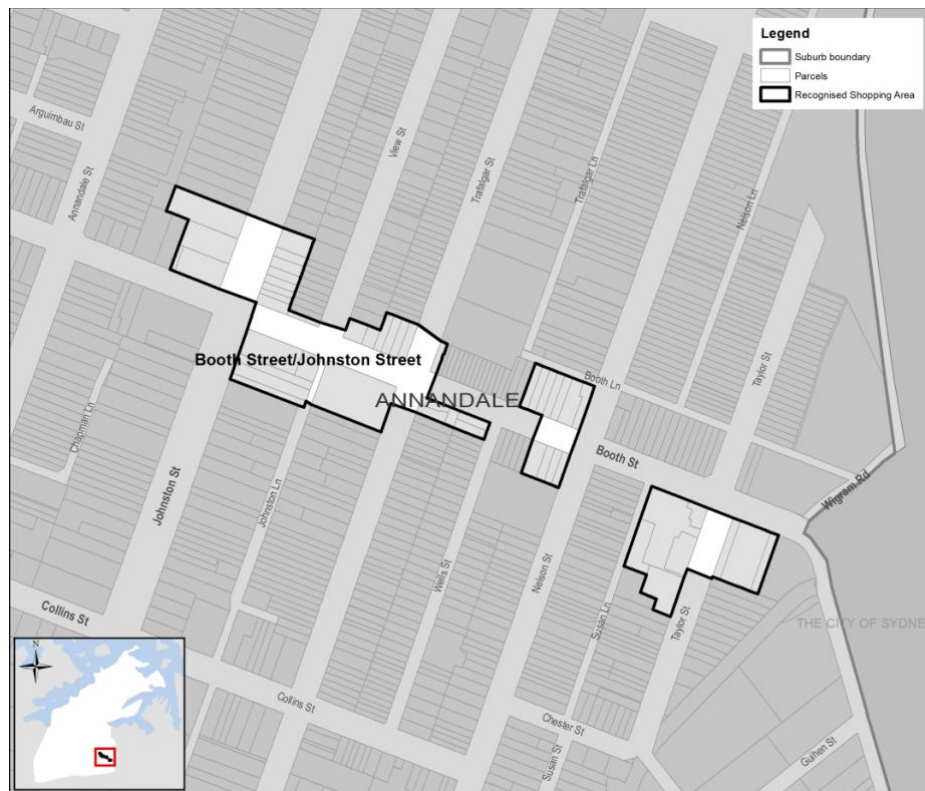 Legend
Suburb boundary
Parcels
Recognised Shopping Area
Arguimbau St
Annandale St
View St
Trafalgar St
Trafalgar Ln
Nelson Ln
Taylor St
Booth Street/Johnston Street
ANNANDALE
Booth Ln
Booth St
Wigram Rd
Chapman Ln
Johnston St
Johnston Ln
Wells St
Nelson St
Susan Ln
Taylor St
THE CITY OF SYDNE
Collins St
Collins St
Chester St
Susan St
Guihen St
N